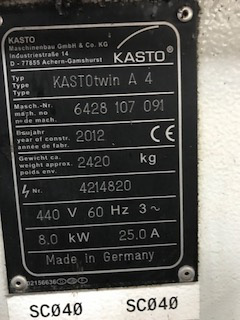 KASTO
Maschinenbau GmbH & Co. KG
Industriestraße 14
D - 77855 Achern-Gamshurst
KASTO®
Typ
Type
Type
KASTOtwin A 4
Masch.-Nr.
mach. no
no de mach.
6428 107 091
Baujahr
year of constr.
année constr.
2012
CE
Gewicht ca.
weight approx.
poids env.
2420 kg
Nr.
4214820
440 V 60 Hz 3~
8.0 kW 25.0 A
Made in Germany
02156636
SC040 SC040